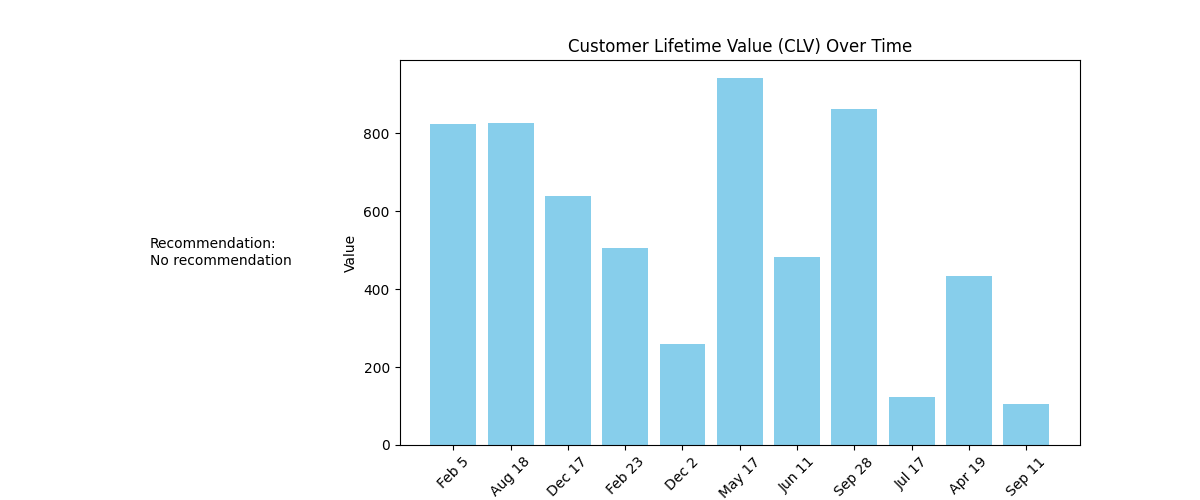 Customer Lifetime Value (CLV) Over Time
Recommendation:
No recommendation
Value
800
600
400
200
0
Feb 5
Aug 18
Dec 17
Feb 23
Dec 2
May 17
Jun 11
Sep 28
Jul 17
Apr 19
Sep 11